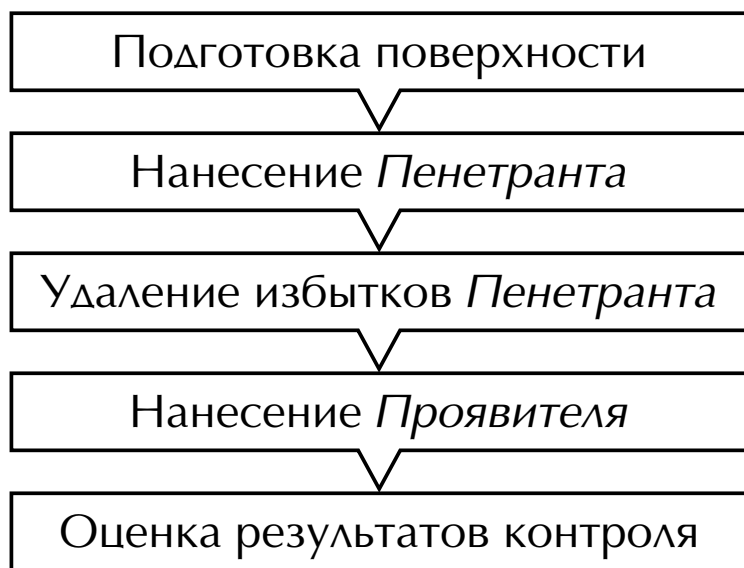 Подготовка поверхности
Нанесение Пенетранта
Удаление избытков Пенетранта
Нанесение Проявителя
Оценка результатов контроля